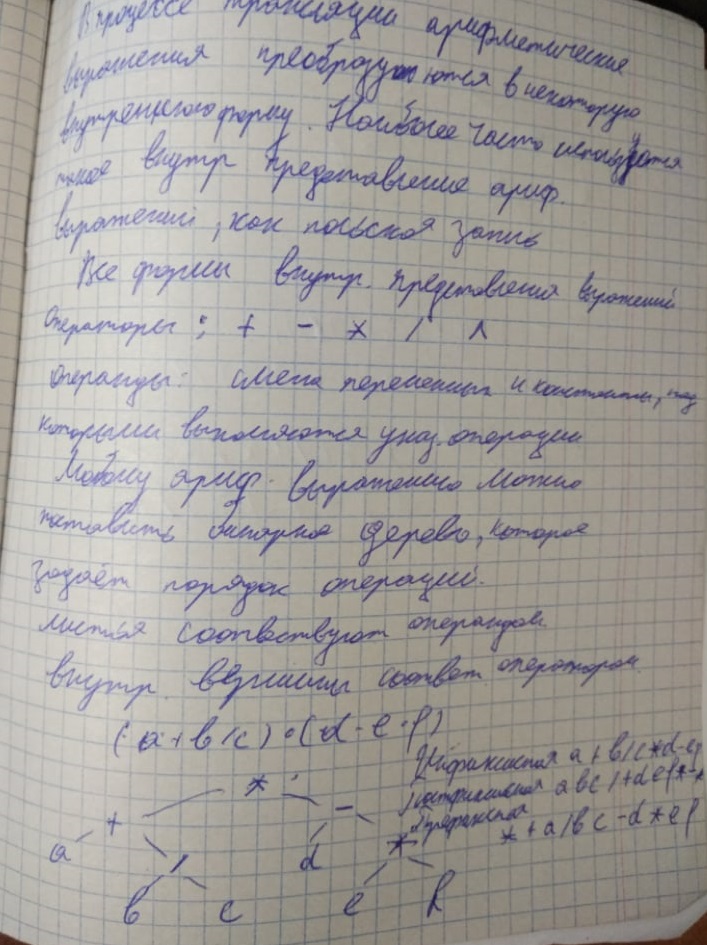 В процессе трансляции арифметические
выражения преобразуются в некоторую
внутреннюю форму. Наиболее часто используются
такое внутр представление ариф.
выражений, как польская запись
Все формы внутр. представления выражений
Операторы : + - * / ^
операнды: имена переменных и константы, над
которыми выполняются указ. операции
Любому ариф. выражению можно
поставить бинарное дерево, которое
задаёт порядок операций.
листья соответствуют операндам.
внутр. вершины соответ. операторам.
(a+b/c)*(d-e*f)
Инфиксная a+b/c*d-ef
постфиксная abc/+def*-*
префиксная *+a/bc-d*ef
*
+ -
a / d *
b c e f